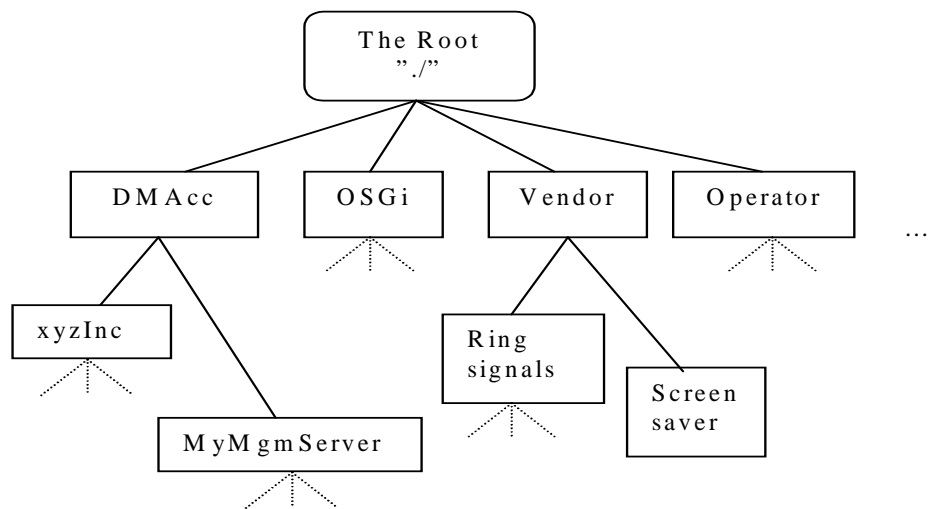 The Root
"./"
DMAcc
OSGi
Vendor
Operator
...
xyzInc
Ring
signals
Screen
saver
MyMgmServer